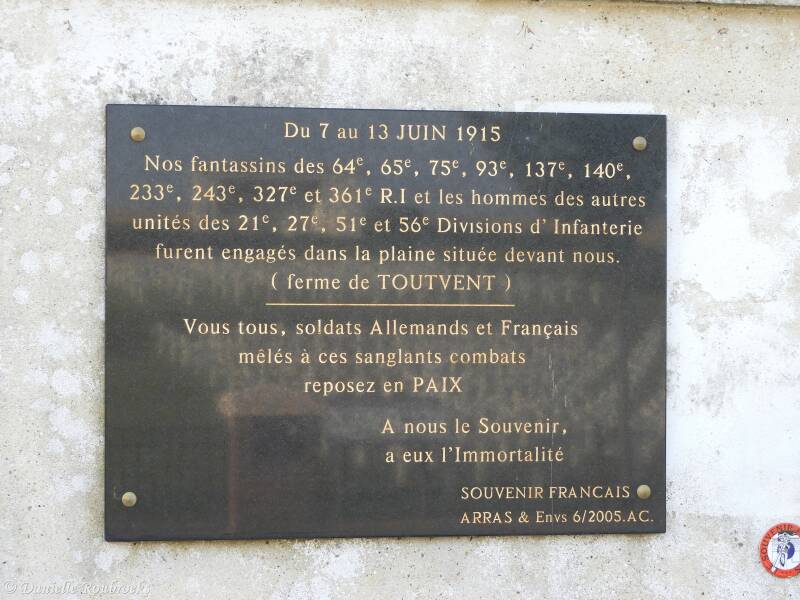 Du 7 au 13 JUIN 1915
Nos fantassins des 64e, 65e, 75e, 93e, 137e, 140e,
233e, 243e, 327e et 361e R.I et les hommes des autres
unités des 21e, 27e, 51e et 56e Divisions d' Infanterie
furent engagés dans la plaine située devant nous.
( ferme de TOUTVENT )
Vous tous, soldats Allemands et Français
mêlés à ces sanglants combats
reposez en PAIX
A nous le Souvenir,
a eux l'Immortalité
SOUVENIR FRANCAIS
ARRAS & Envs 6/2005.AC.
SOUVENIR
© Danielle Roubroeks